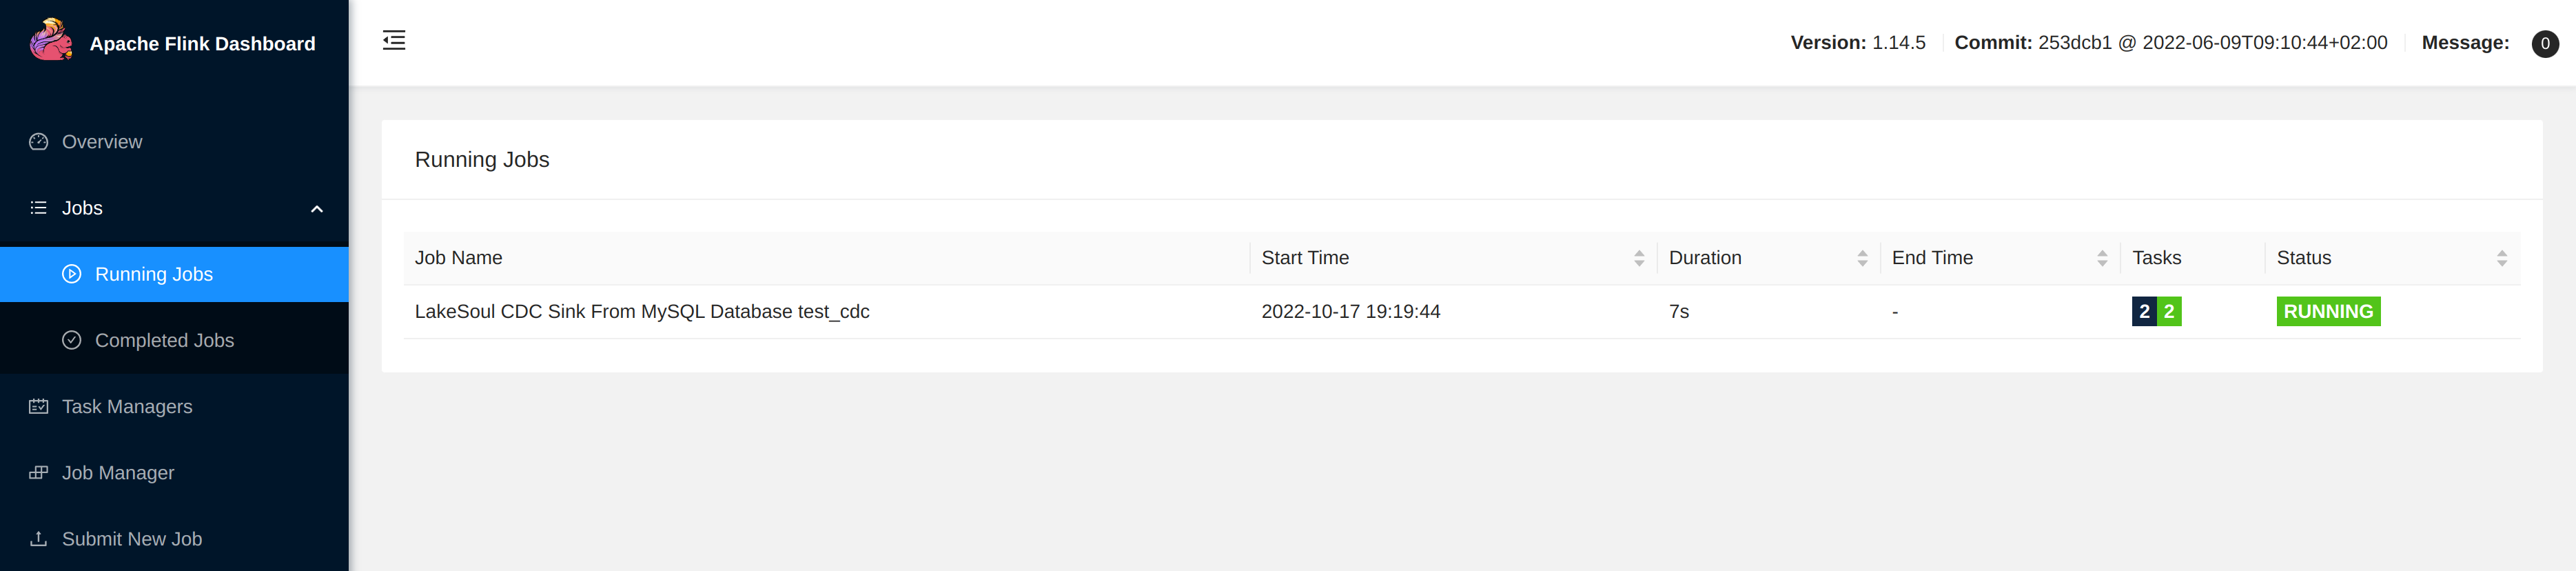 Apache Flink Dashboard
Version: 1.14.5 Commit: 253dcb1 @ 2022-06-09T09:10:44+02:00 Message: 0
Overview
Jobs
Running Jobs
Completed Jobs
Task Managers
Job Manager
Submit New Job
Running Jobs
Job Name Start Time Duration End Time Tasks Status
LakeSoul CDC Sink From MySQL Database test_cdc 2022-10-17 19:19:44 7s - 2 2 RUNNING